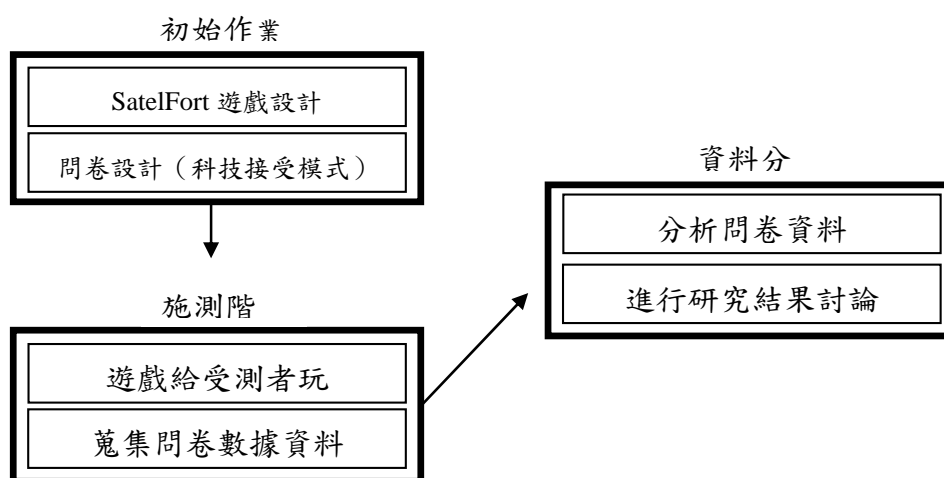 初始作業
SatelFort 遊戲設計
問卷設計（科技接受模式）
施測階
遊戲給受測者玩
蒐集問卷數據資料
資料分
分析問卷資料
進行研究結果討論